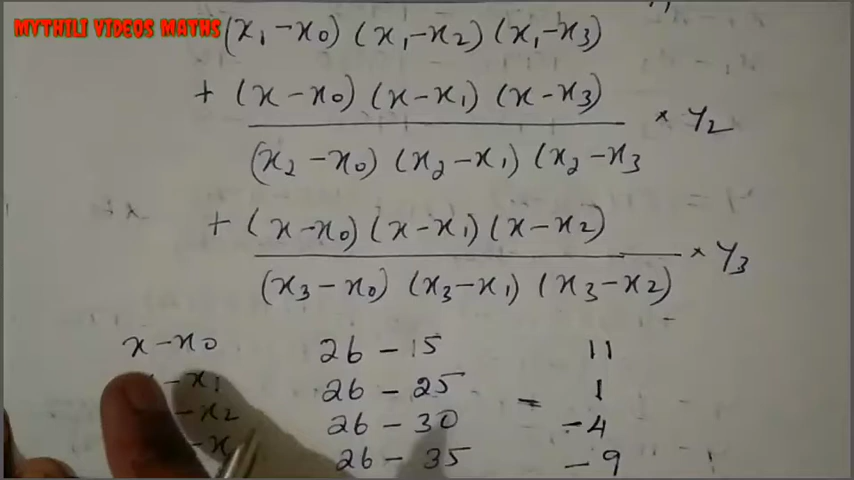 MYTHILI VIDEOS MATHS
(x₁-x₀) (x₁-x₂) (x₁-x₃)
+ (x-x₀) (x-x₁) (x-x₃)
× y₂
(x₂-x₀) (x₂-x₁) (x₂-x₃
+ (x-x₀) (x-x₁) (x-x₂)
× y₃
(x₃-x₀) (x₃-x₁) (x₃-x₂)
x-x₀ 26-15 11
-x₁ 26-25 = 1
-x₂ 26-30 -4
-x 26-35 -9